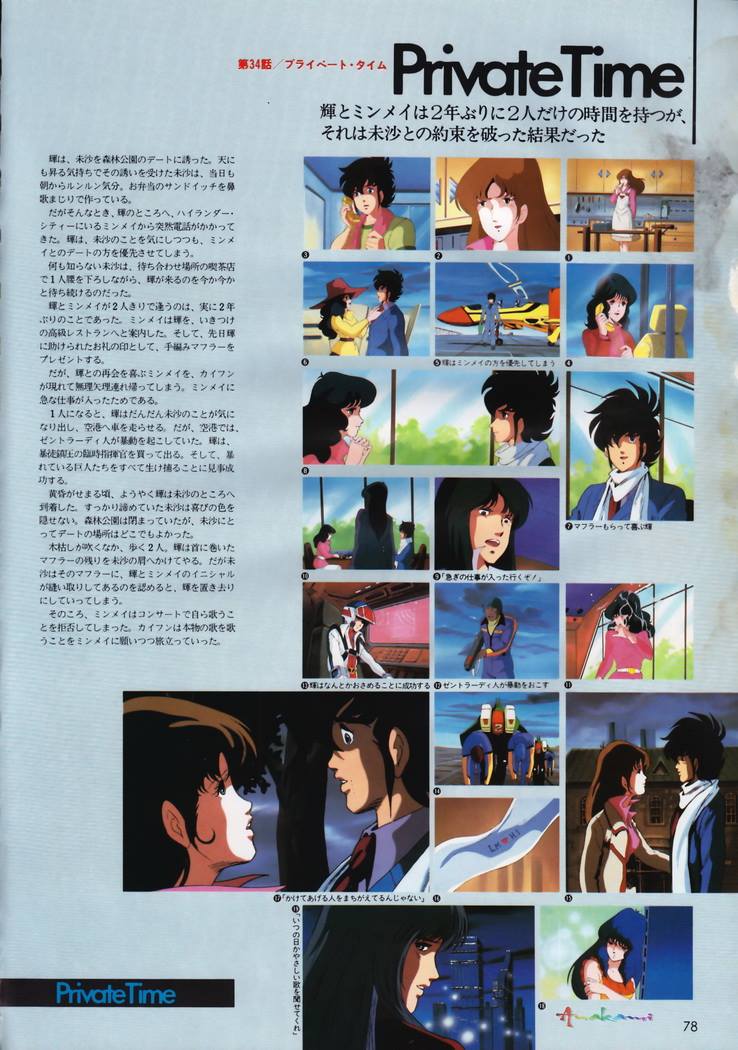 第34話／プライベート・タイム
Private Time
輝とミンメイは2年ぶりに2人だけの時間を持つが、
それは未沙との約束を破った結果だった
輝は、未沙を森林公園のデートに誘った。天に
も昇る気持ちでその誘いを受けた未沙は、当日も
朝からルンルン気分。お弁当のサンドイッチを鼻
歌まじりで作っている。
だがそんなとき、輝のところへ、ハイランダー・
シティーにいるミンメイから突然電話がかかって
きた。輝は、未沙のことを気にしつつも、ミンメ
イとのデートの方を優先させてしまう。
何も知らない未沙は、待ち合わせ場所の喫茶店
で1人腰を下ろしながら、輝が来るのを今か今か
と待ち続けるのだった。
輝とミンメイが2人きりで逢うのは、実に2年
ぶりのことであった。ミンメイは輝を、いきつけ
の高級レストランへと案内した。そして、先日輝
に助けられたお礼の印として、手編みマフラーを
プレゼントする。
だが、輝との再会を喜ぶミンメイを、カイフン
が現れて無理矢理連れ帰ってしまう。ミンメイに
急な仕事が入ったためである。
1人になると、輝はだんだん未沙のことが気に
なり出し、空港へ車を走らせる。だが、空港では
ゼントラーディ人が暴動を起こしていた。輝は、
暴徒鎮圧の臨時指揮官を買って出る。そして、暴
れている巨人たちをすべて生け捕ることに見事成
功する。
黄昏がせまる頃、ようやく輝は未沙のところへ
到着した。すっかり諦めていた未沙は喜びの色を
隠せない。森林公園は閉まっていたが、未沙にと
ってデートの場所はどこでもよかった。
木枯しが吹くなか、歩く2人。輝は首に巻いた
マフラーの残りを未沙の肩へかけてやる。だが未
沙はそのマフラーに、輝とミンメイのイニシャル
が縫い取りしてあるのを認めると、輝を置き去り
にしていってしまう。
そのころ、ミンメイはコンサートで自ら歌うこ
とを拒否してしまった。カイフンは本物の歌を歌
うことをミンメイに願いつつ旅立っていった。
❸
❷
❶
❻
❺輝はミンメイの方を優先してしまう
❹
❽
❼マフラーもらって喜ぶ輝
❿
❾「急ぎの仕事が入った行くぞ！」
⓭輝はなんとかおさめることに成功する
⓬ゼントラーディ人が暴動をおこす
⓫
⓮
LM♥HI
⓱「かけてあげる人をまちがえてるんじゃない」
⓰
⓯
⓳「いつの日かやさしい歌を聞せてくれ」
⓲
Private Time
Anakami
78